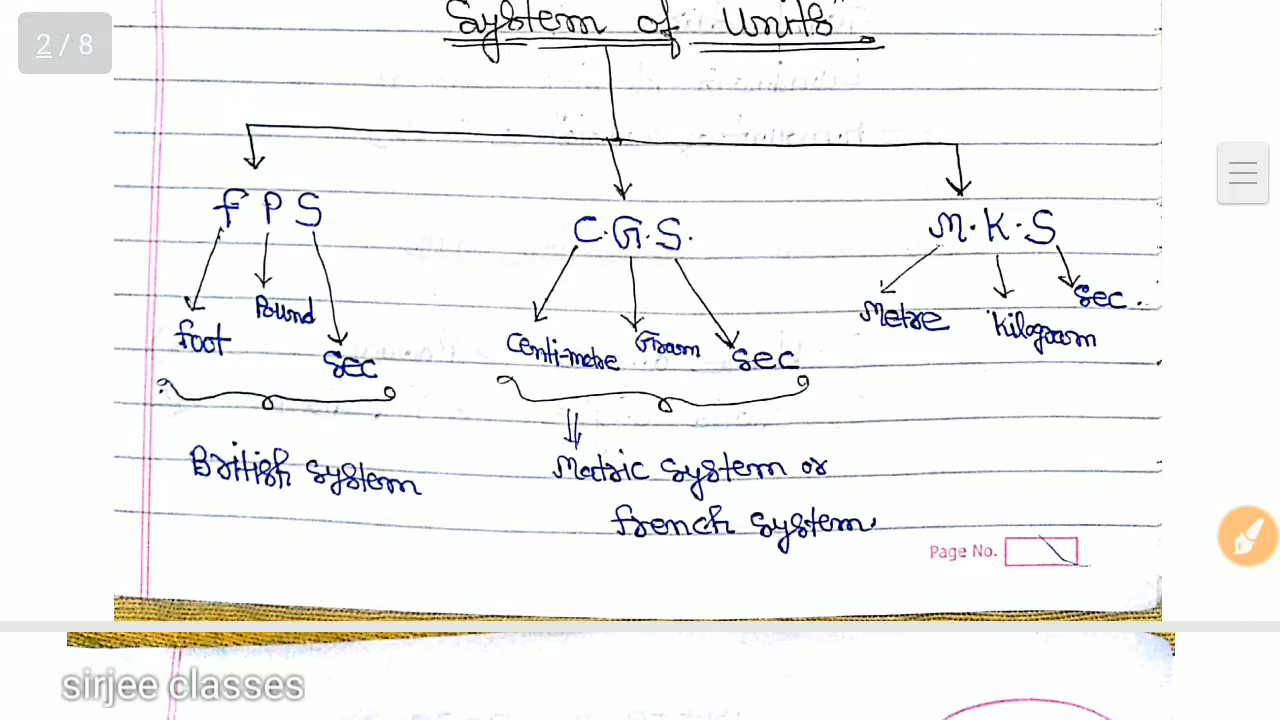 2 / 8
System of Units"
f P S
C.G.S.
M.K.S
foot
Pound
Sec
Centi-metre
Gram
Sec
Metre
Kilogram
Sec.
British system
Matric system or
french system.
Page No.
sirjee classes